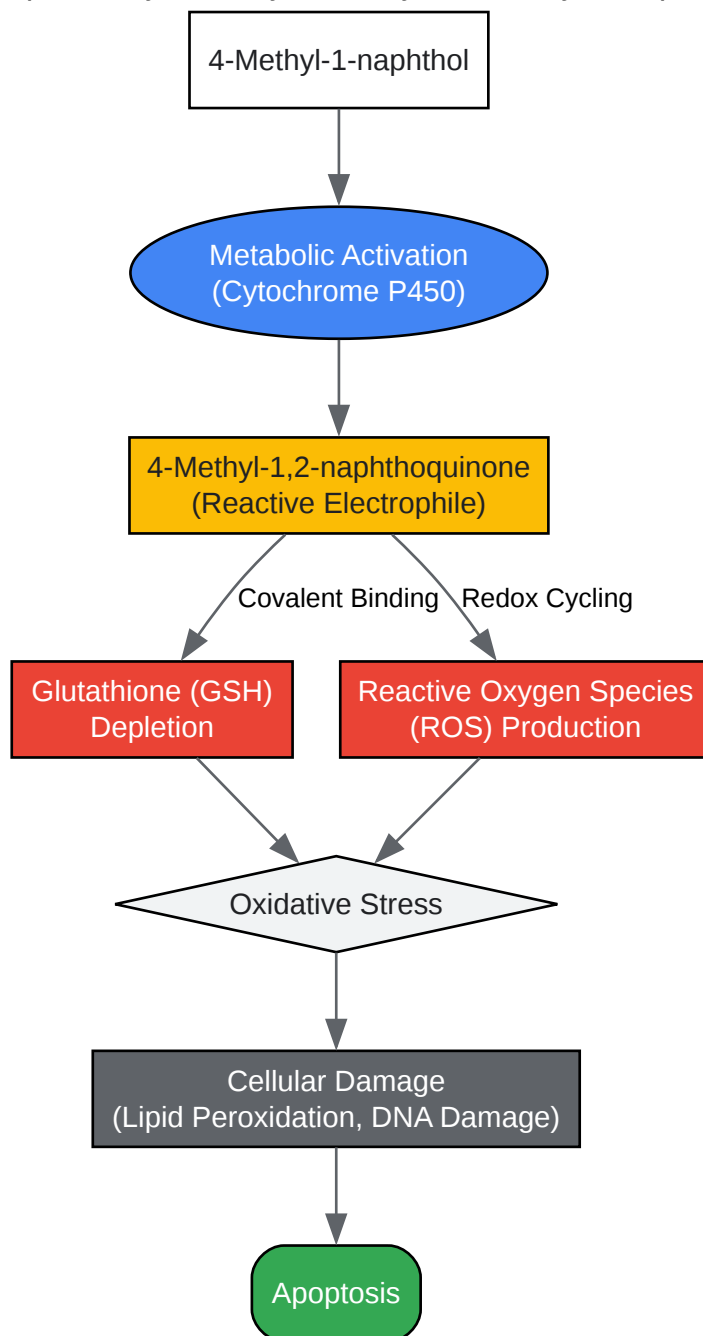 4-Methyl-1-naphthol
Metabolic Activation
(Cytochrome P450)
4-Methyl-1,2-naphthoquinone
(Reactive Electrophile)
Covalent Binding
Redox Cycling
Glutathione (GSH)
Depletion
Reactive Oxygen Species
(ROS) Production
Oxidative Stress
Cellular Damage
(Lipid Peroxidation, DNA Damage)
Apoptosis